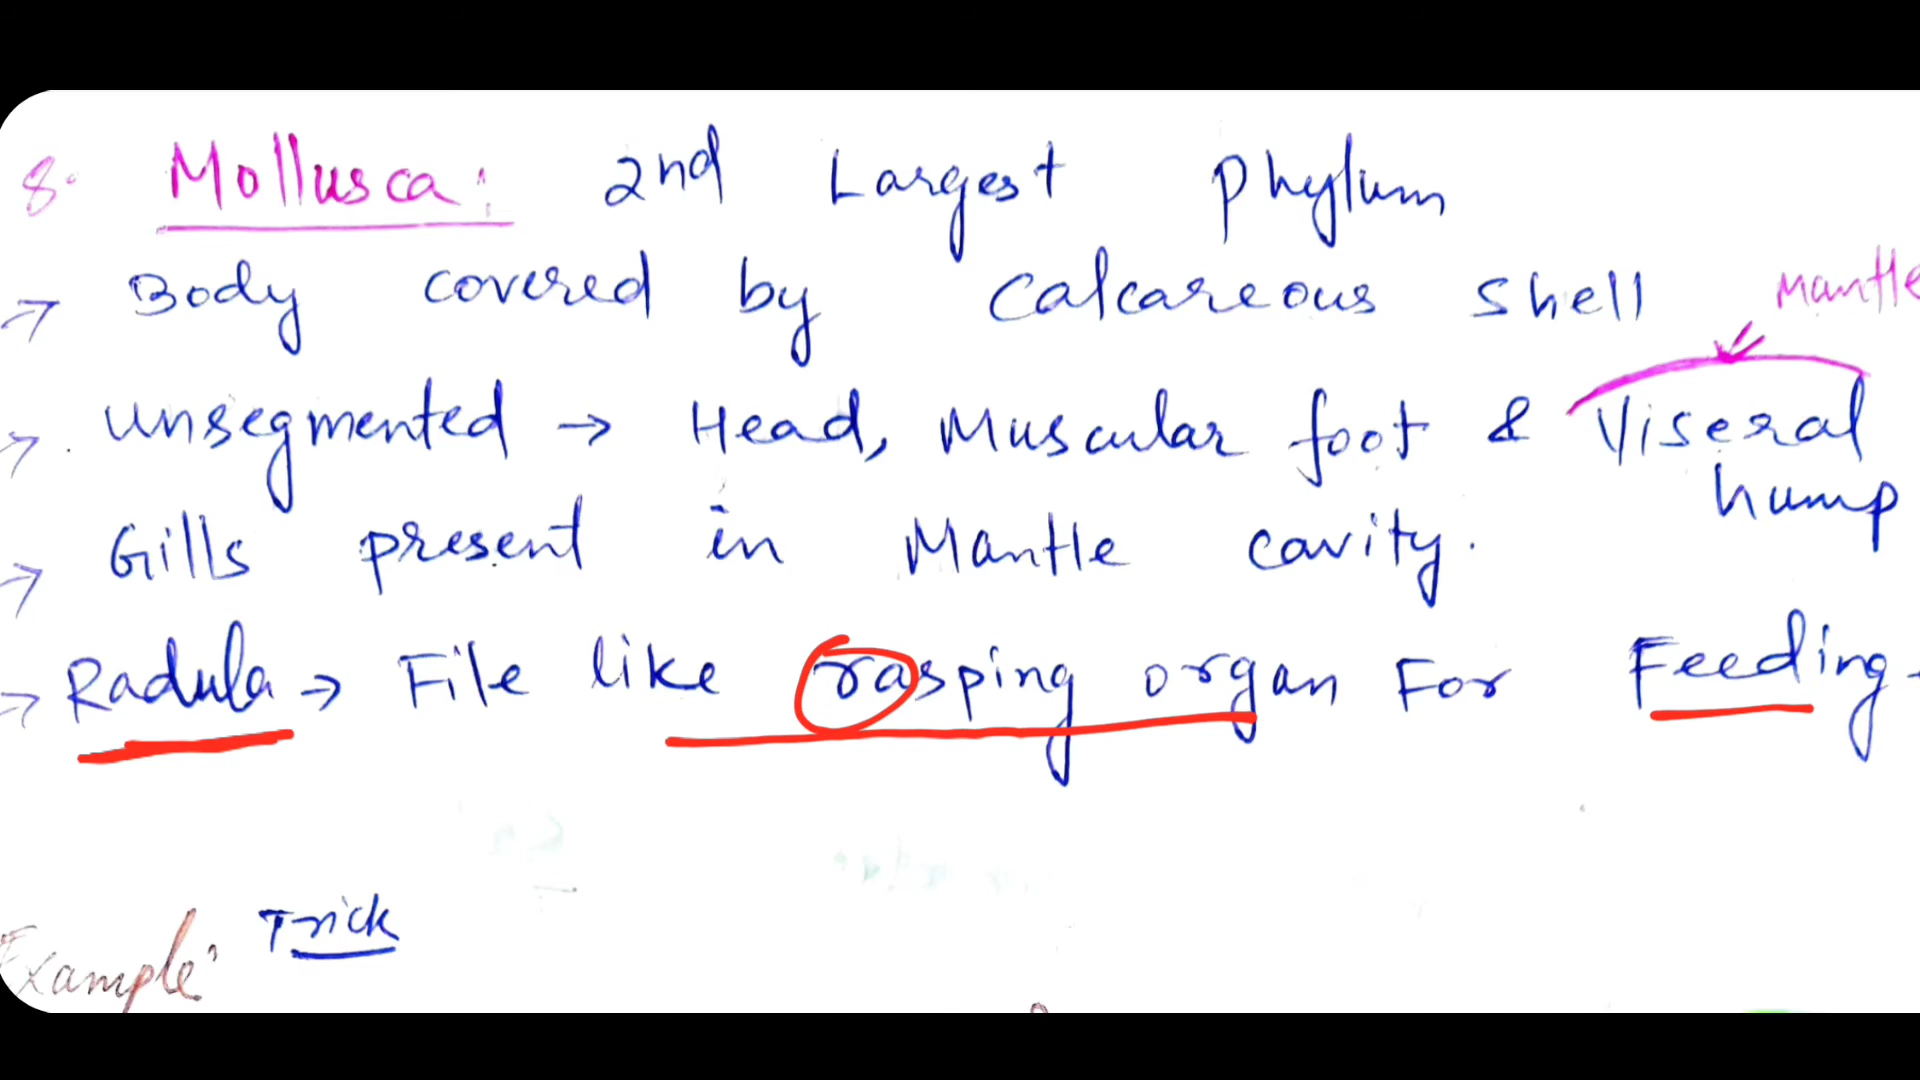 8. Mollusca: 2nd Largest Phylum
→ Body covered by Calcareous shell
Mantle
→ Unsegmented → Head, Muscular foot & Viseral
hump
→ Gills present in Mantle cavity.
→ Radula → File like rasping organ For Feeding.
Example: Trick